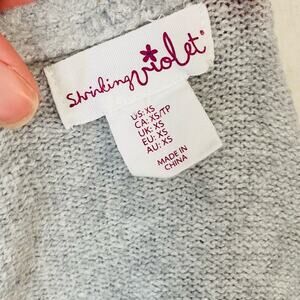 Shrinking violet
US: XS
CA: XS/TP
UK: XS
EU: XS
AU: XS
MADE IN
CHINA